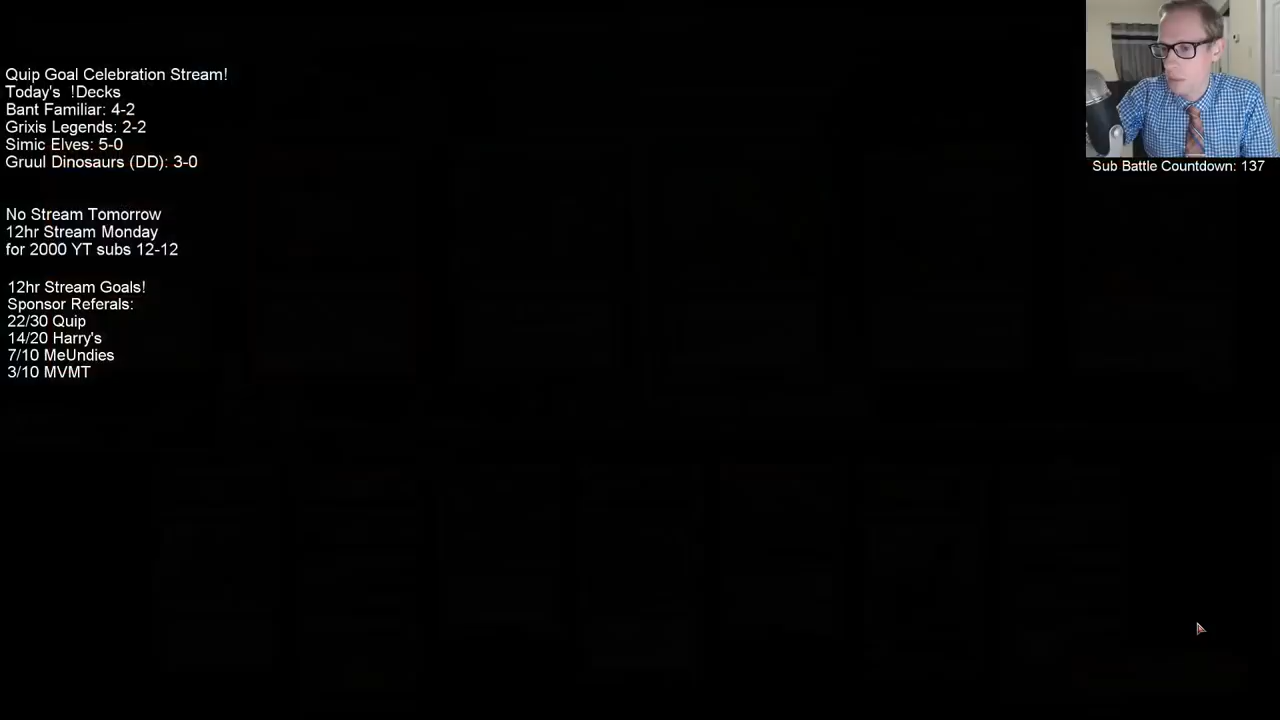 Quip Goal Celebration Stream!
Today's !Decks
Bant Familiar: 4-2
Grixis Legends: 2-2
Simic Elves: 5-0
Gruul Dinosaurs (DD): 3-0
No Stream Tomorrow
12hr Stream Monday
for 2000 YT subs 12-12
12hr Stream Goals!
Sponsor Referals:
22/30 Quip
14/20 Harry's
7/10 MeUndies
3/10 MVMT
Sub Battle Countdown: 137